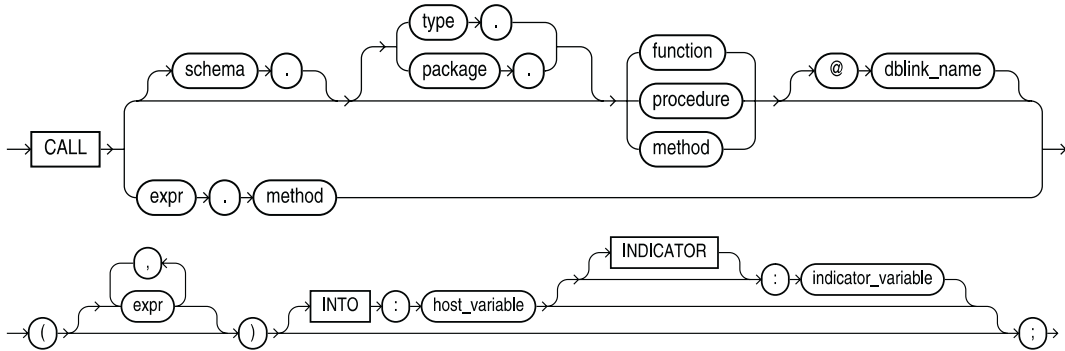 type .
schema . package . function procedure method @ dblink_name
CALL
expr . method
, INDICATOR
( expr ) INTO : host_variable : indicator_variable ;